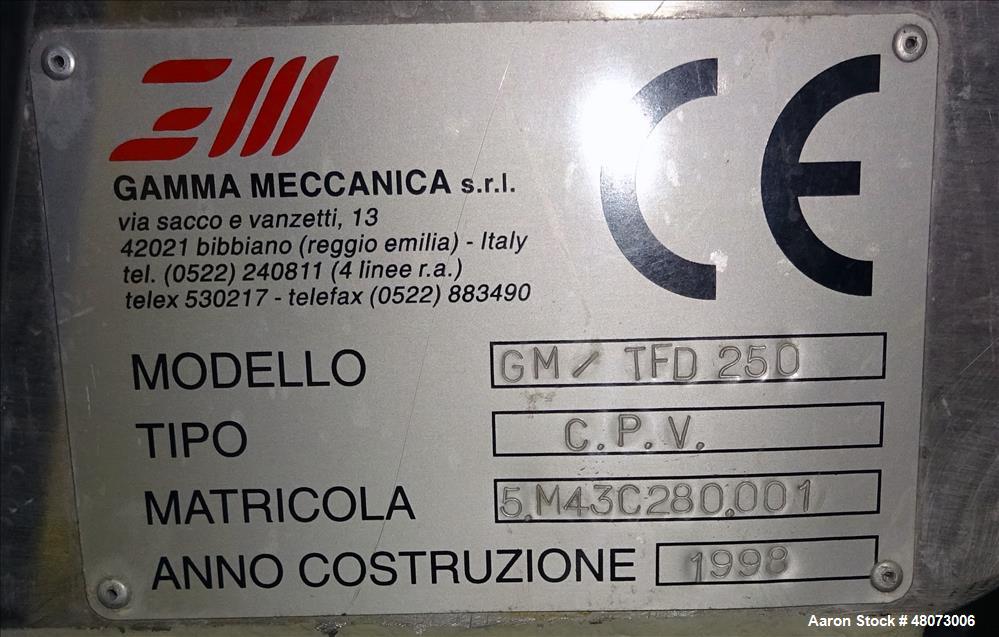 GM
CE
GAMMA MECCANICA s.r.l.
via sacco e vanzetti, 13
42021 bibbiano (reggio emilia) - Italy
tel. (0522) 240811 (4 linee r.a.)
telex 530217 - telefax (0522) 883490
MODELLO GM / TFD 250
TIPO C.P.V.
MATRICOLA 5.M43C280.001
ANNO COSTRUZIONE 1998
Aaron Stock # 48073006